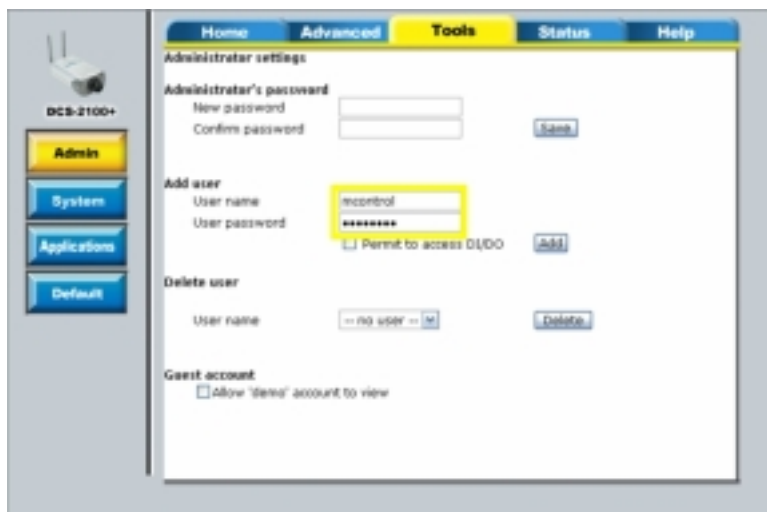 Home Advanced Tools Status Help
Administrator settings
DCS-2100+
Administrator's password
New password
Confirm password Save
Admin
Add user
System User name mcontrol
User password ••••••••
Applications Permit to access DI/DO Add
Delete user
Default
User name -- no user -- Delete
Guest account
Allow 'demo' account to view